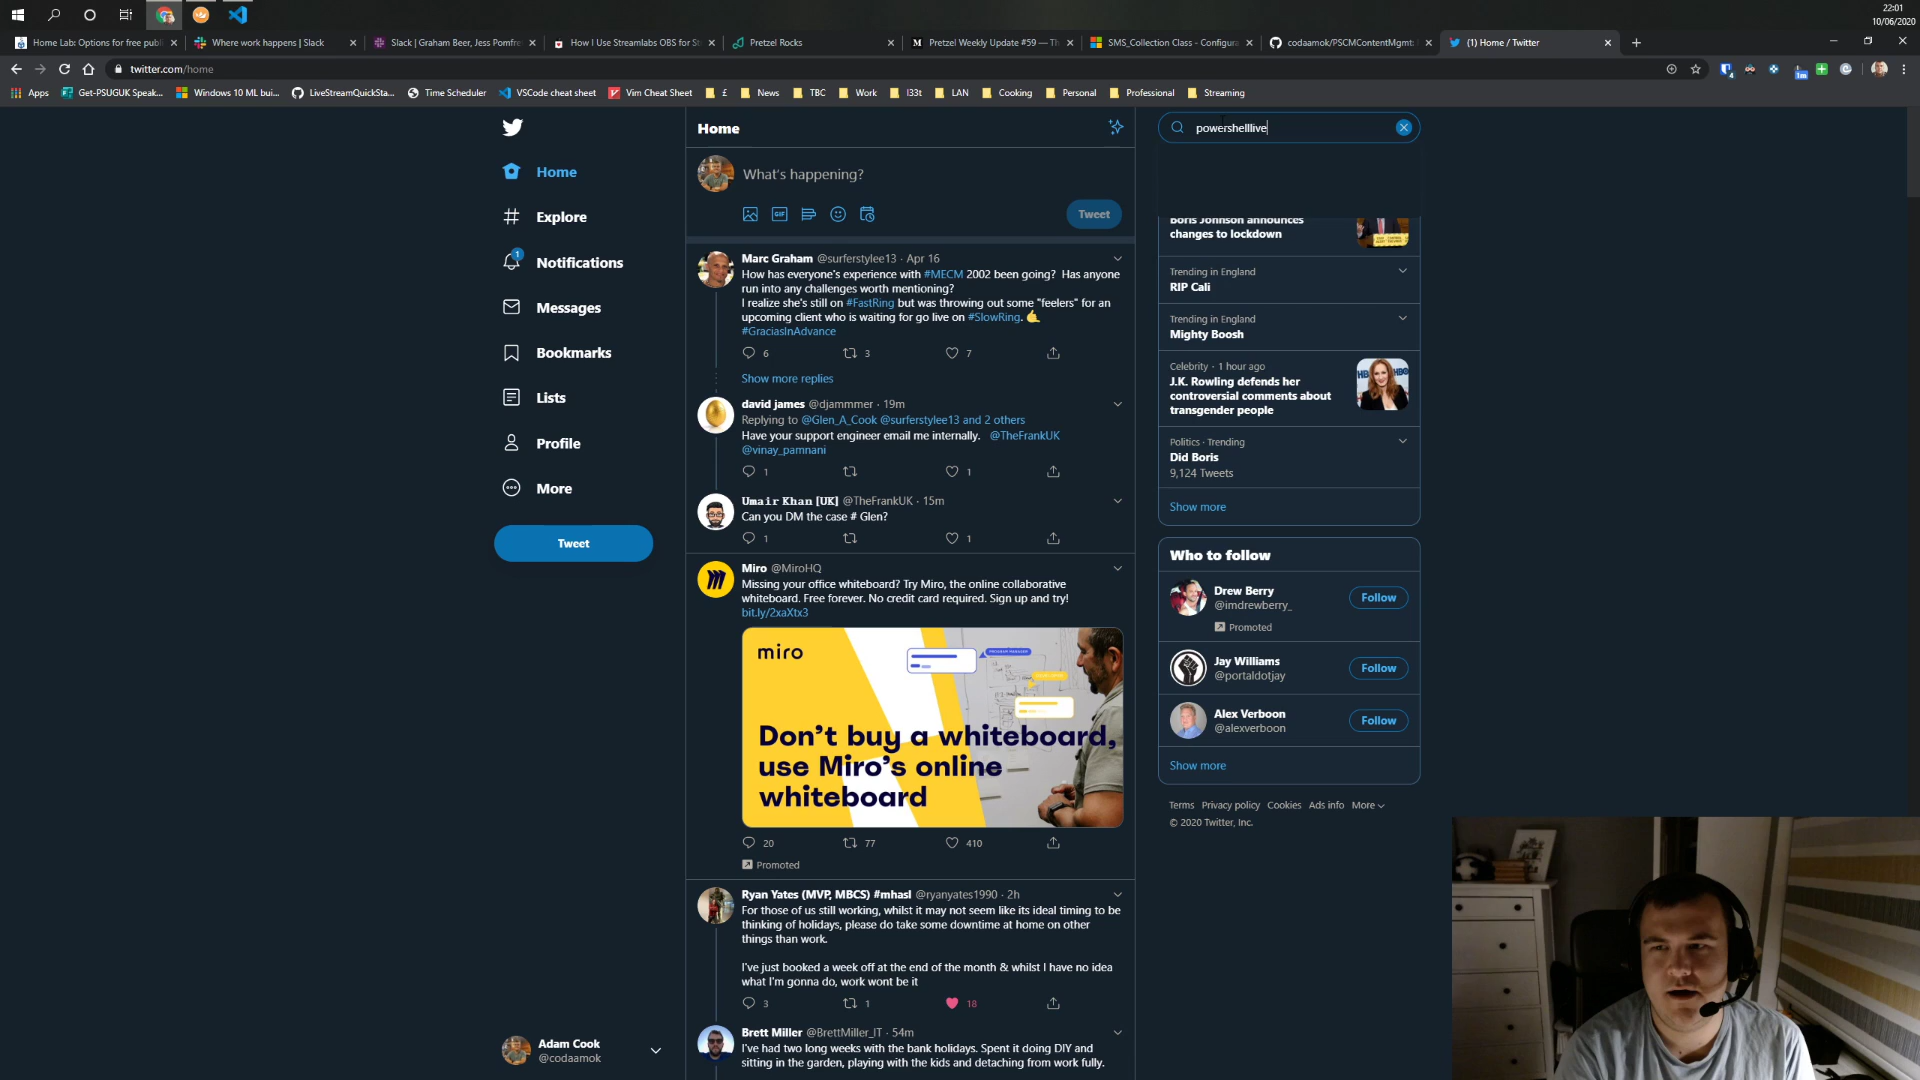 22:01
10/06/2020
Home Lab: Options for free publ
Where work happens | Slack
Slack | Graham Beer, Jess Pomfre
How I Use Streamlabs OBS for St
Pretzel Rocks
Pretzel Weekly Update #59 — Th
SMS_Collection Class - Configura
codaamok/PSCMContentMgmt:
(1) Home / Twitter
twitter.com/home
Apps
Get-PSUGUK Speak...
Windows 10 ML bui...
LiveStreamQuickSta...
Time Scheduler
VSCode cheat sheet
Vim Cheat Sheet
£
News
TBC
Work
l33t
LAN
Cooking
Personal
Professional
Streaming
Home
Explore
1
Notifications
Messages
Bookmarks
Lists
Profile
More
Tweet
Adam Cook
@codaamok
Home
What's happening?
GIF
Tweet
Marc Graham @surferstylee13 · Apr 16
How has everyone's experience with #MECM 2002 been going? Has anyone
run into any challenges worth mentioning?
I realize she's still on #FastRing but was throwing out some "feelers" for an
upcoming client who is waiting for go live on #SlowRing. 🤙
#GraciasInAdvance
6 3 7
Show more replies
david james @djammmer · 19m
Replying to @Glen_A_Cook @surferstylee13 and 2 others
Have your support engineer email me internally. @TheFrankUK
@vinay_pamnani
1 1
Umair Khan [UK] @TheFrankUK · 15m
Can you DM the case # Glen?
1 1
Miro @MiroHQ
Missing your office whiteboard? Try Miro, the online collaborative
whiteboard. Free forever. No credit card required. Sign up and try!
bit.ly/2xaXtx3
miro
Don't buy a whiteboard,
use Miro's online
whiteboard
20 77 410
Promoted
Ryan Yates (MVP, MBCS) #mhasl @ryanyates1990 · 2h
For those of us still working, whilst it may not seem like its ideal timing to be
thinking of holidays, please do take some downtime at home on other
things than work.
I've just booked a week off at the end of the month & whilst I have no idea
what I'm gonna do, work wont be it
3 1 18
Brett Miller @BrettMiller_IT · 54m
I've had two long weeks with the bank holidays. Spent it doing DIY and
sitting in the garden, playing with the kids and detaching from work fully.
powershelllive
Boris Johnson announces
changes to lockdown
Trending in England
RIP Cali
Trending in England
Mighty Boosh
Celebrity · 1 hour ago
J.K. Rowling defends her
controversial comments about
transgender people
Politics · Trending
Did Boris
9,124 Tweets
Show more
Who to follow
Drew Berry
@imdrewberry_
Follow
Promoted
Jay Williams
@portaldotjay
Follow
Alex Verboon
@alexverboon
Follow
Show more
Terms Privacy policy Cookies Ads info More
© 2020 Twitter, Inc.